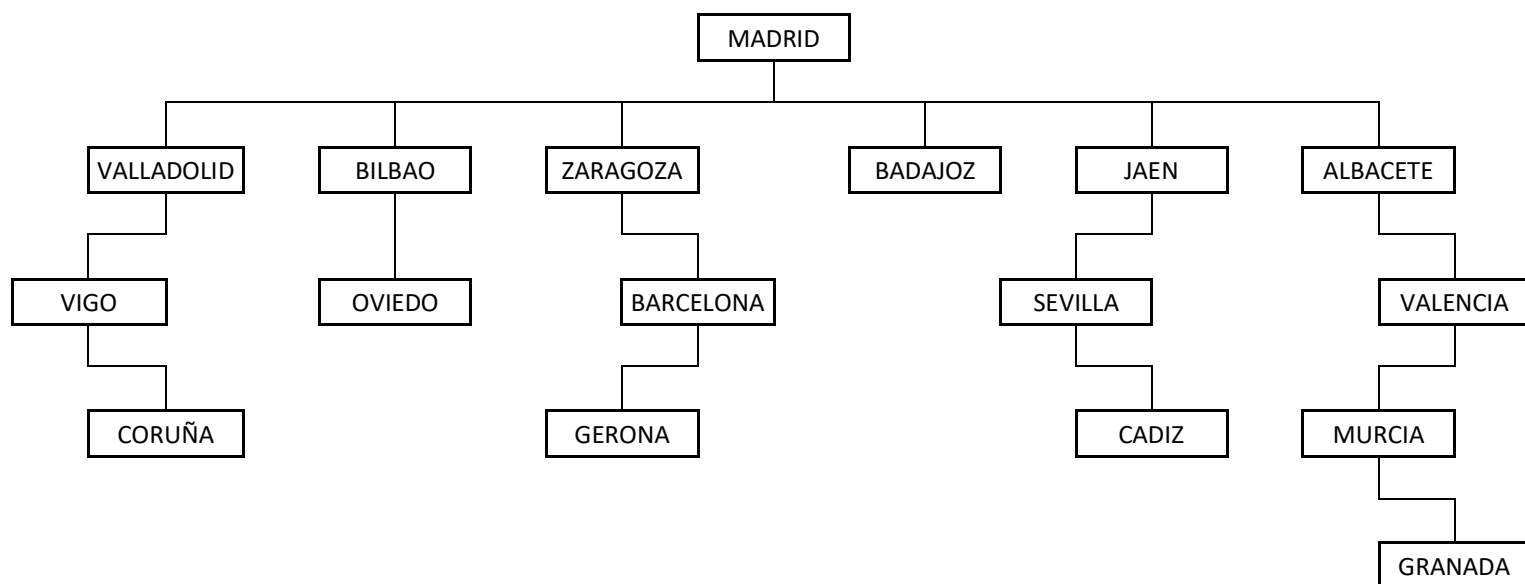 MADRID
VALLADOLID
BILBAO
ZARAGOZA
BADAJOZ
JAEN
ALBACETE
VIGO
OVIEDO
BARCELONA
SEVILLA
VALENCIA
CORUÑA
GERONA
CADIZ
MURCIA
GRANADA